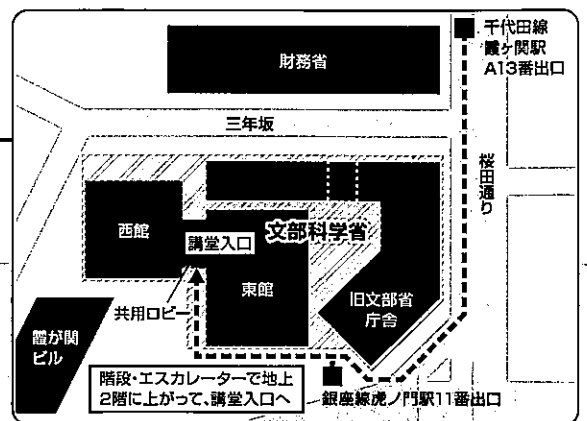 千代田線
霞ヶ関駅
A13番出口
財務省
三年坂
桜田通り
西館
講堂入口
文部科学省
東館
旧文部省
庁舎
共用ロビー
霞が関
ビル
階段・エスカレーターで地上
2階に上がって、講堂入口へ
銀座線虎ノ門駅11番出口